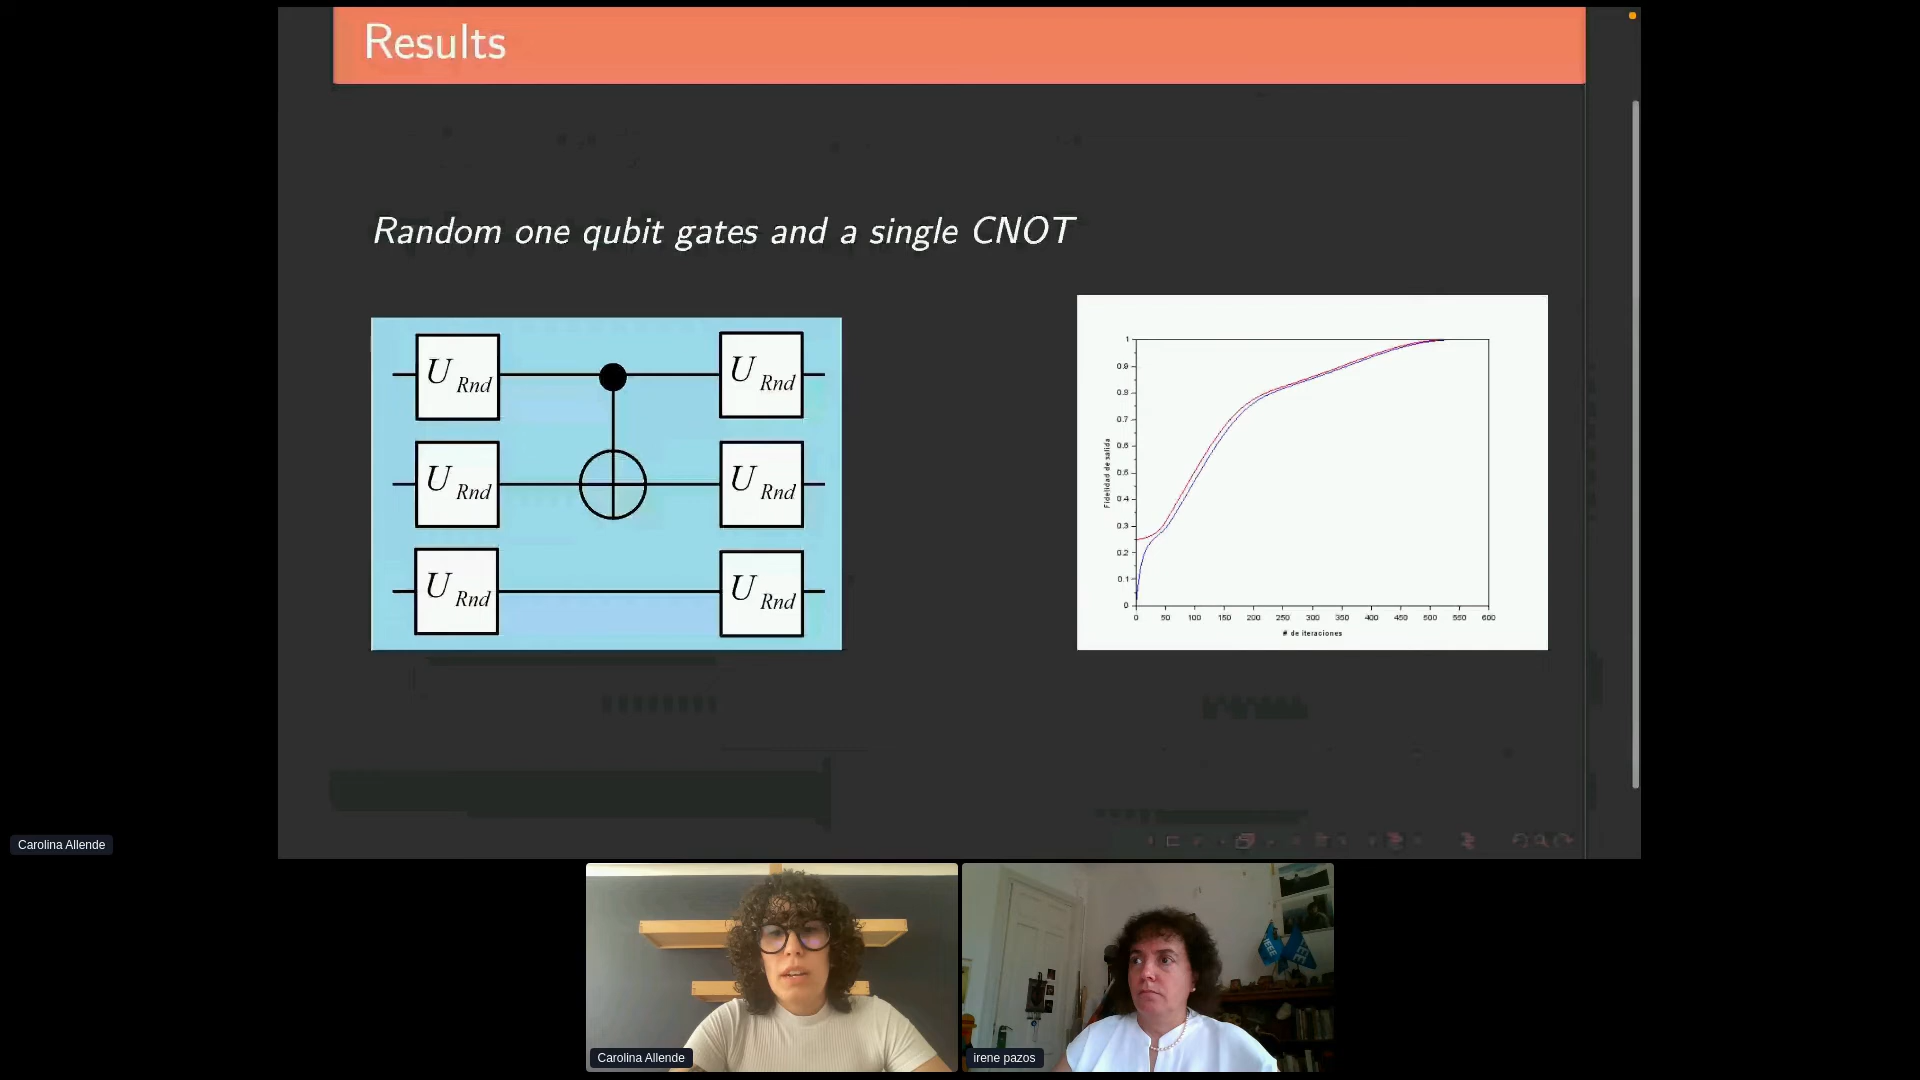 Results
Random one qubit gates and a single CNOT
U Rnd
U Rnd
U Rnd
U Rnd
U Rnd
U Rnd
1
0.9
0.9
0.7
0.6
0.5
0.4
0.3
0.2
0.1
0
Fidelidad de salida
0 50 100 150 200 250 300 350 400 450 500 550 600
# de iteraciones
Carolina Allende
Carolina Allende
irene pazos
IEEE